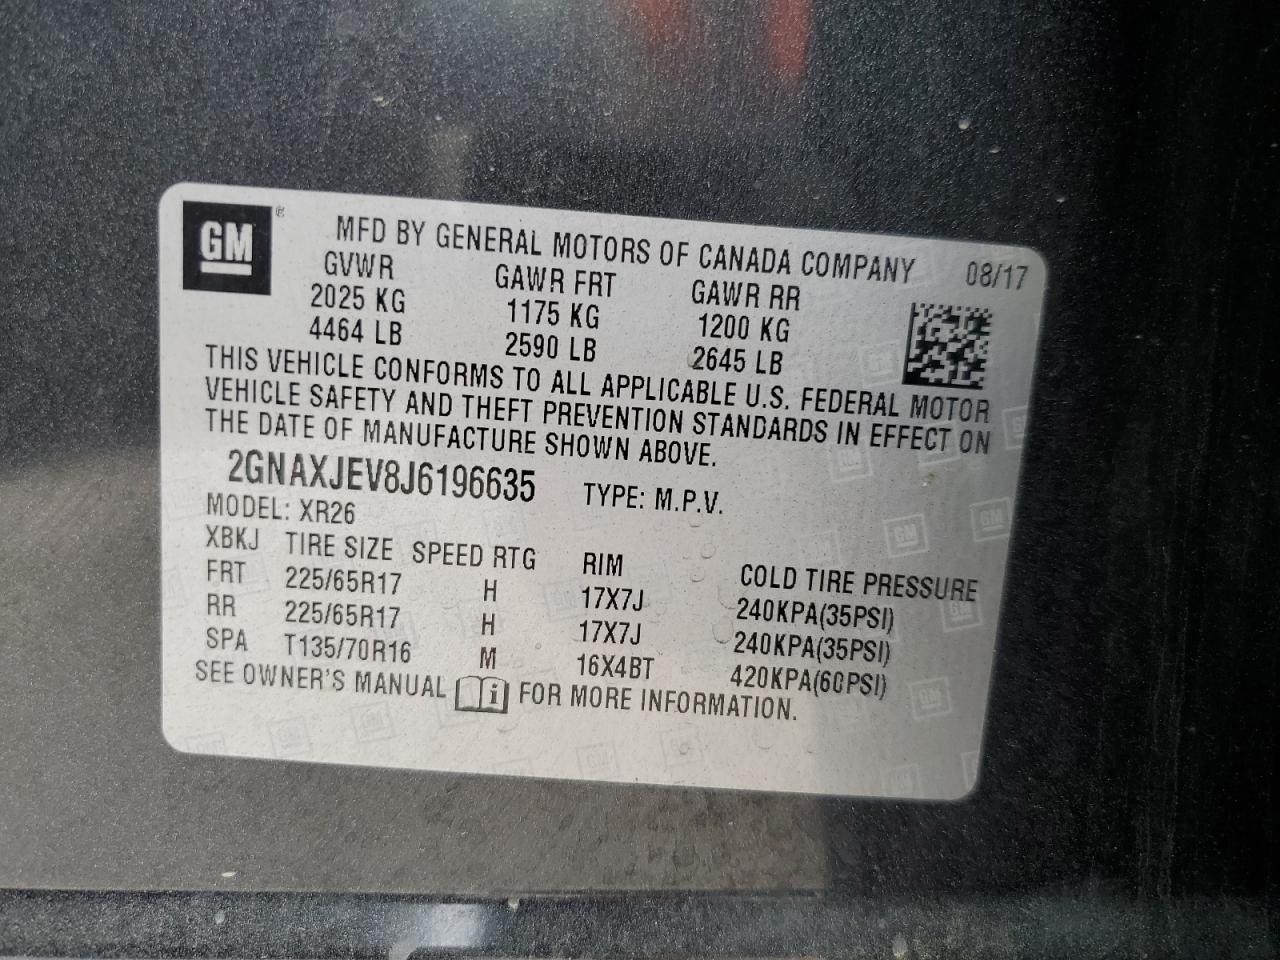 GM ® MFD BY GENERAL MOTORS OF CANADA COMPANY 08/17
GVWR GAWR FRT GAWR RR
2025 KG 1175 KG 1200 KG
4464 LB 2590 LB 2645 LB
THIS VEHICLE CONFORMS TO ALL APPLICABLE U.S. FEDERAL MOTOR
VEHICLE SAFETY AND THEFT PREVENTION STANDARDS IN EFFECT ON
THE DATE OF MANUFACTURE SHOWN ABOVE.
2GNAXJEV8J6196635 TYPE: M.P.V.
MODEL: XR26
XBKJ TIRE SIZE SPEED RTG RIM COLD TIRE PRESSURE
FRT 225/65R17 H 17X7J 240KPA(35PSI)
RR 225/65R17 H 17X7J 240KPA(35PSI)
SPA T135/70R16 M 16X4BT 420KPA(60PSI)
SEE OWNER'S MANUAL i FOR MORE INFORMATION.